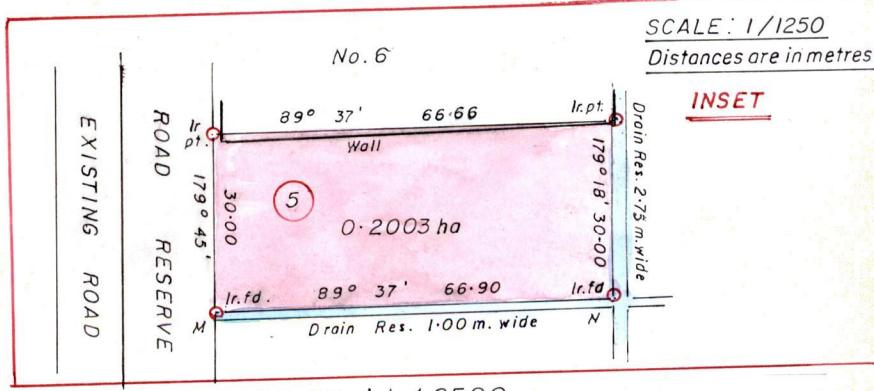 SCALE: 1/1250
Distances are in metres
INSET
No. 6
89° 37' 66·66
Ir. pt.
Ir. pt.
Wall
EXISTING ROAD
ROAD RESERVE
179° 45'
30·00
5
0·2003 ha
179° 18' 30·00
Drain Res. 2·75 m. wide
Ir. fd.
89° 37' 66·90
Ir. fd
M
Drain Res. 1·00 m. wide
N